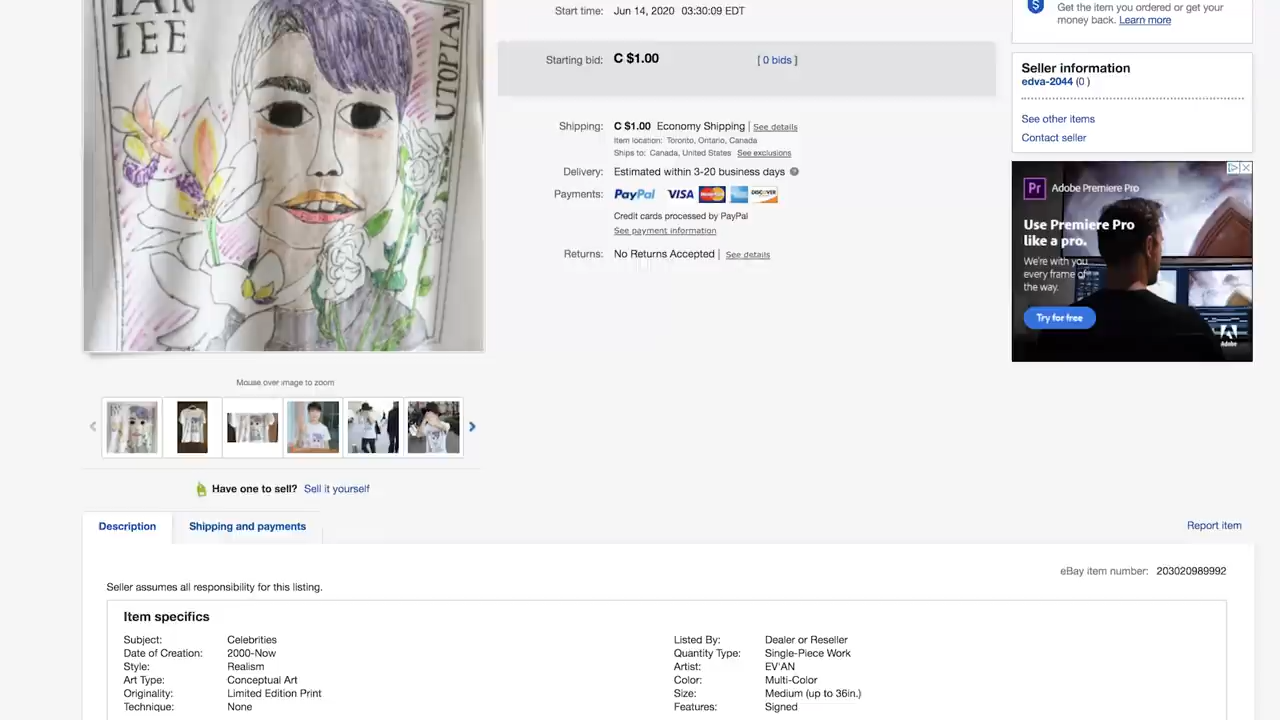 IAN
LEE
UTOPIAN
Start time: Jun 14, 2020 03:30:09 EDT
Starting bid: C $1.00 [ 0 bids ]
Shipping: C $1.00 Economy Shipping | See details
Item location: Toronto, Ontario, Canada
Ships to: Canada, United States See exclusions
Delivery: Estimated within 3-20 business days
Payments: PayPal VISA MasterCard DISCOVER
Credit cards processed by PayPal
See payment information
Returns: No Returns Accepted | See details
Get the item you ordered or get your
money back. Learn more
Seller information
edva-2044 (0 )
See other items
Contact seller
Pr Adobe Premiere Pro
Use Premiere Pro
like a pro.
We're with you
every frame of
the way.
Try for free
Adobe
Mouse over image to zoom
Have one to sell? Sell it yourself
Description
Shipping and payments
Report item
eBay item number: 203020989992
Seller assumes all responsibility for this listing.
Item specifics
Subject: Celebrities
Date of Creation: 2000-Now
Style: Realism
Art Type: Conceptual Art
Originality: Limited Edition Print
Technique: None
Listed By: Dealer or Reseller
Quantity Type: Single-Piece Work
Artist: EV'AN
Color: Multi-Color
Size: Medium (up to 36in.)
Features: Signed